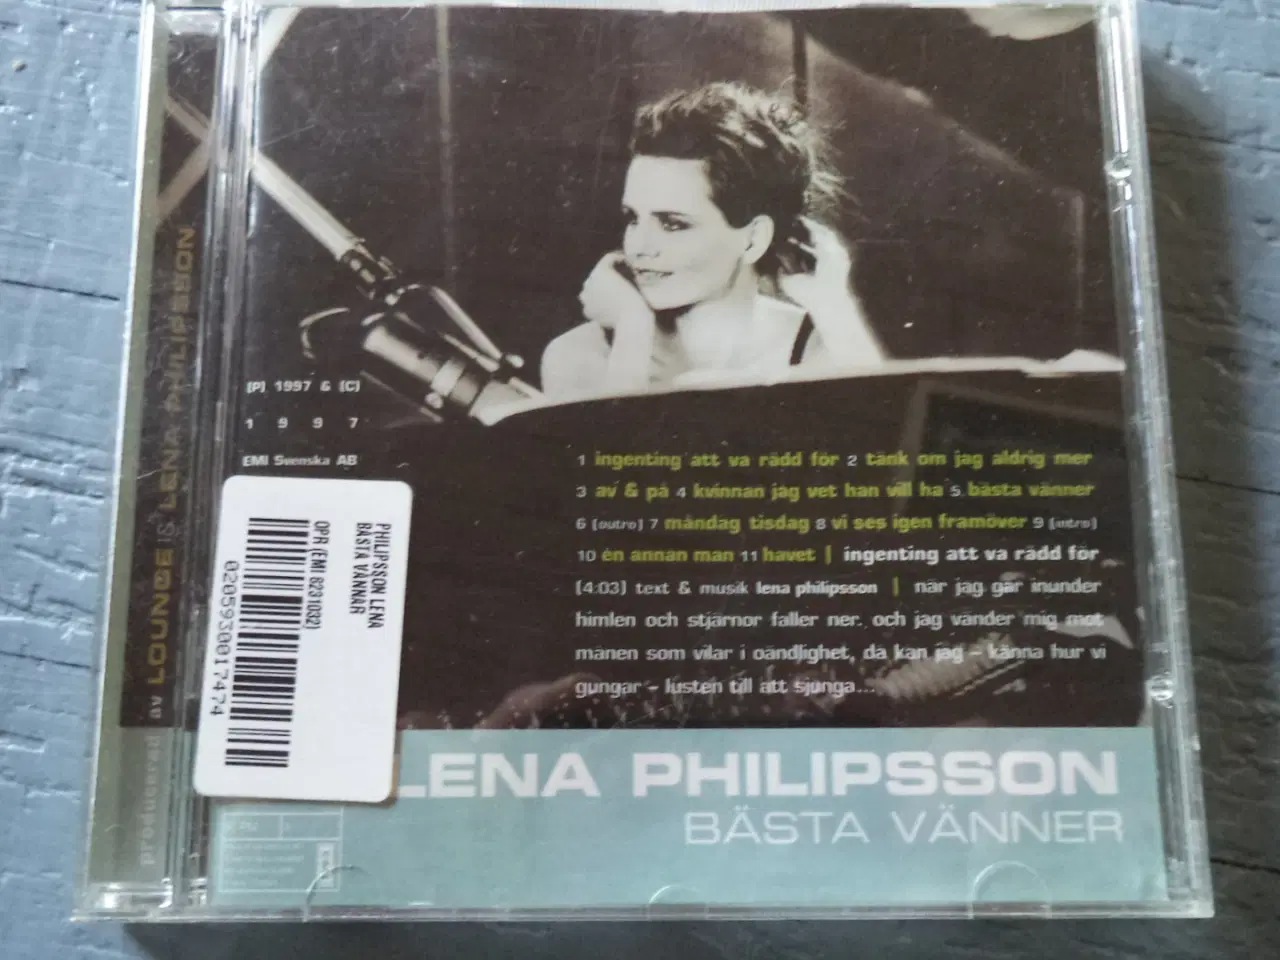 producerad av LOUNGE IS LENA PHILIPSSON
(P) 1997 & (C)
1997
EMI Svenska AB
1 ingenting att va rädd för 2 tänk om jag aldrig mer
3 av & på 4 kvinnan jag vet han vill ha 5 bästa vänner
6 (outro) 7 måndag tisdag 8 vi ses igen framöver 9 (intro)
10 en annan man 11 havet | ingenting att va rädd för
(4:03) text & musik lena philipsson | när jag går inunder
himlen och stjärnor faller ner. och jag vänder mig mot
månen som vilar i oändlighet, då kan jag – känna hur vi
gungar – lusten till att sjunga...
PHILIPSSON LENA
BÄSTA VÄNNAR
OPR (EMI 8231032)
0205930017474
LENA PHILIPSSON
BÄSTA VÄNNER